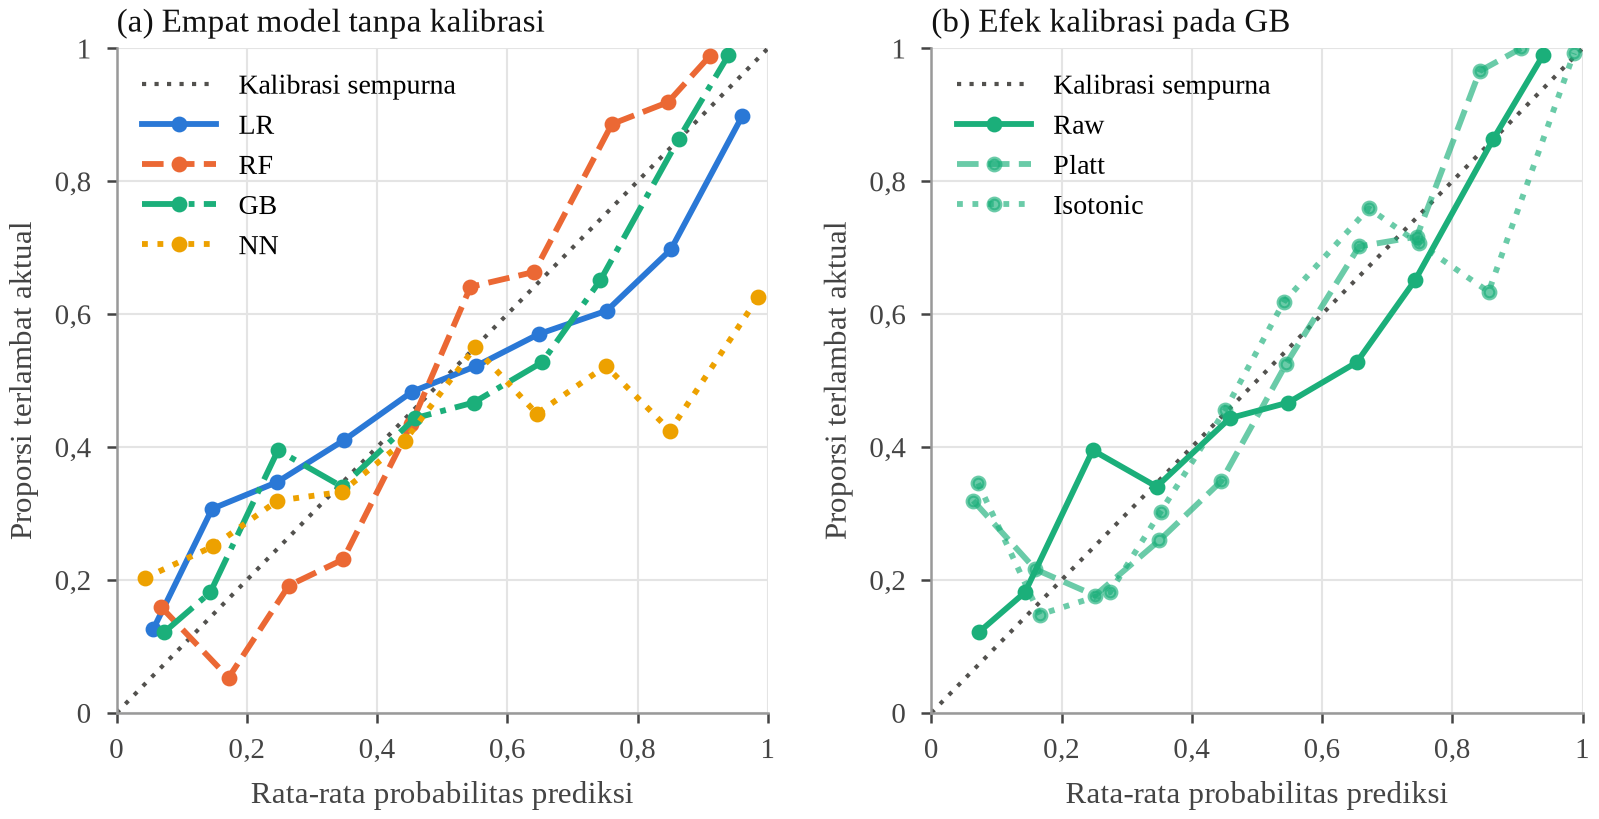 (a) Empat model tanpa kalibrasi
Kalibrasi sempurna
LR
RF
GB
NN
1
0,8
0,6
0,4
0,2
0
0
0,2
0,4
0,6
0,8
1
Proporsi terlambat aktual
Rata-rata probabilitas prediksi
(b) Efek kalibrasi pada GB
Kalibrasi sempurna
Raw
Platt
Isotonic
1
0,8
0,6
0,4
0,2
0
0
0,2
0,4
0,6
0,8
1
Proporsi terlambat aktual
Rata-rata probabilitas prediksi